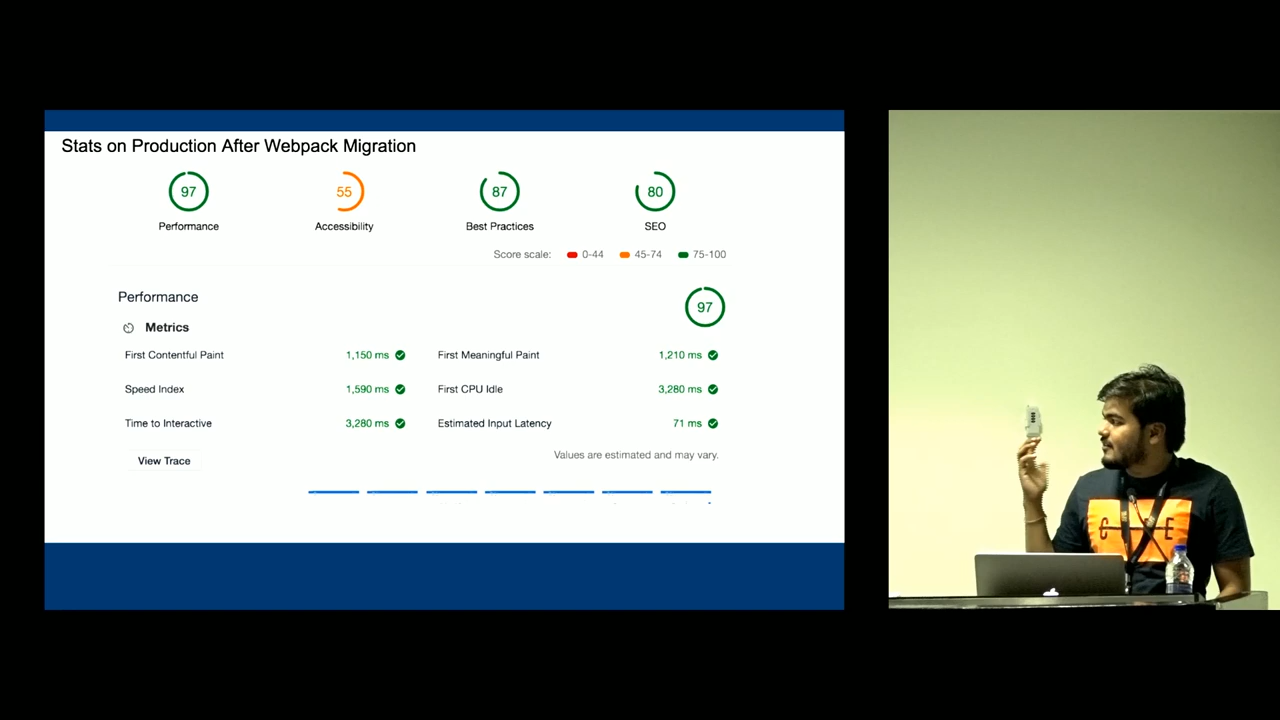 Stats on Production After Webpack Migration
97 55 87 80
Performance Accessibility Best Practices SEO
Score scale: 0-44 45-74 75-100
Performance 97
Metrics
First Contentful Paint 1,150 ms First Meaningful Paint 1,210 ms
Speed Index 1,590 ms First CPU Idle 3,280 ms
Time to Interactive 3,280 ms Estimated Input Latency 71 ms
View Trace Values are estimated and may vary.